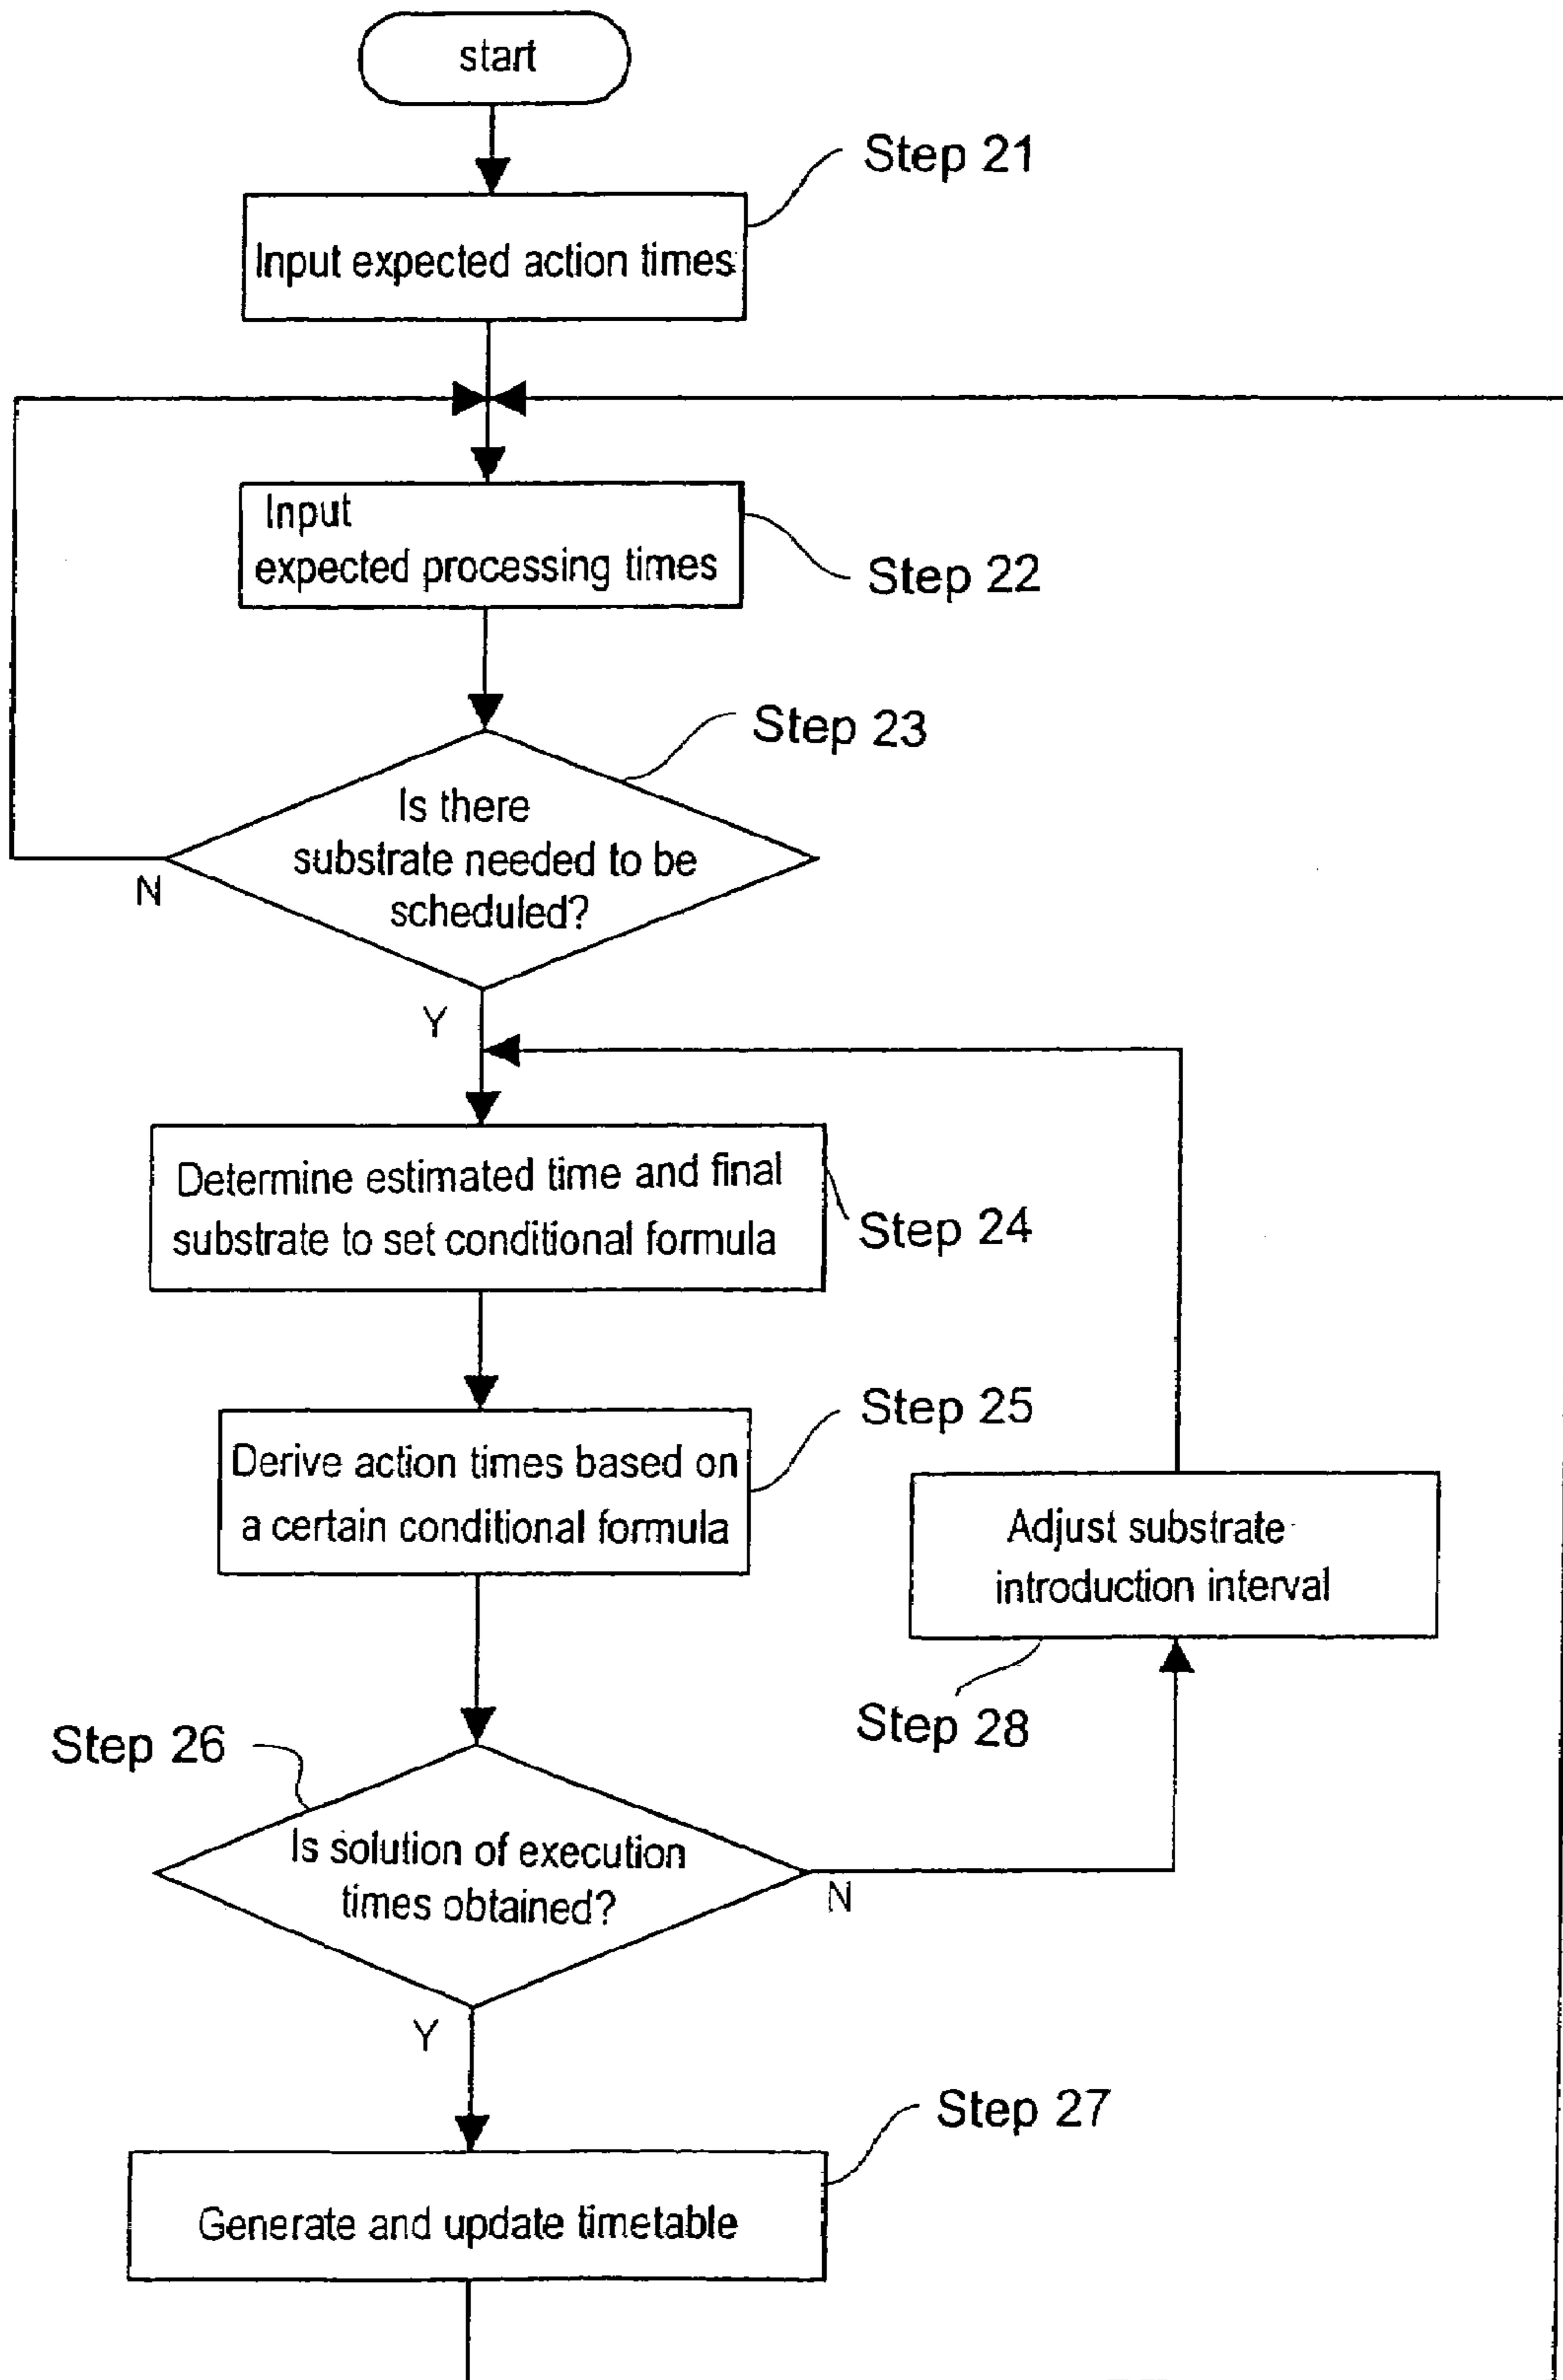 start
Step 21
Input expected action times
Input
expected processing times
Step 22
Step 23
Is there
substrate needed to be
scheduled?
N
Y
Determine estimated time and final
substrate to set conditional formula
Step 24
Step 25
Derive action times based on
a certain conditional formula
Adjust substrate
introduction interval
Step 28
Step 26
Is solution of execution
times obtained?
N
Y
Step 27
Generate and update timetable